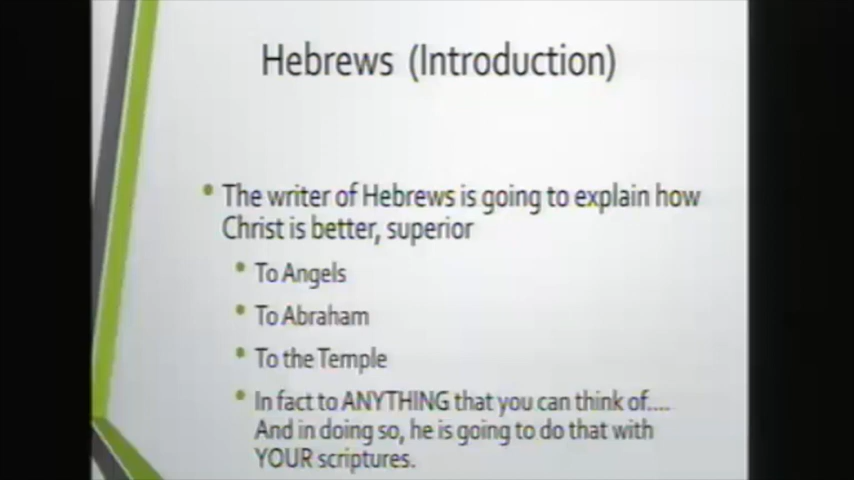 Hebrews (Introduction)
• The writer of Hebrews is going to explain how
Christ is better, superior
• To Angels
• To Abraham
• To the Temple
• In fact to ANYTHING that you can think of....
And in doing so, he is going to do that with
YOUR scriptures.